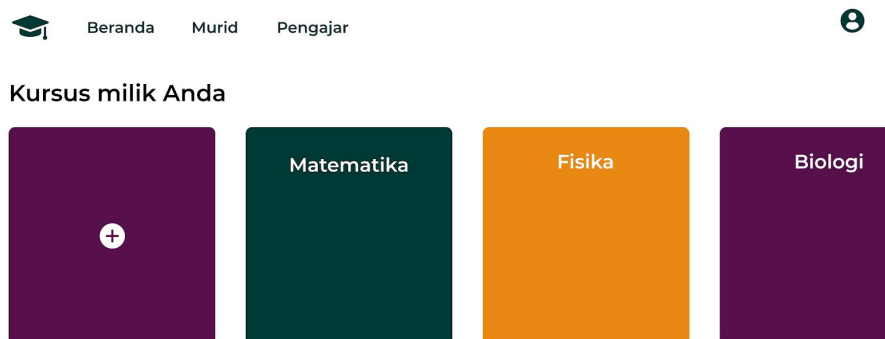 Beranda Murid Pengajar
Kursus milik Anda
Matematika Fisika Biologi